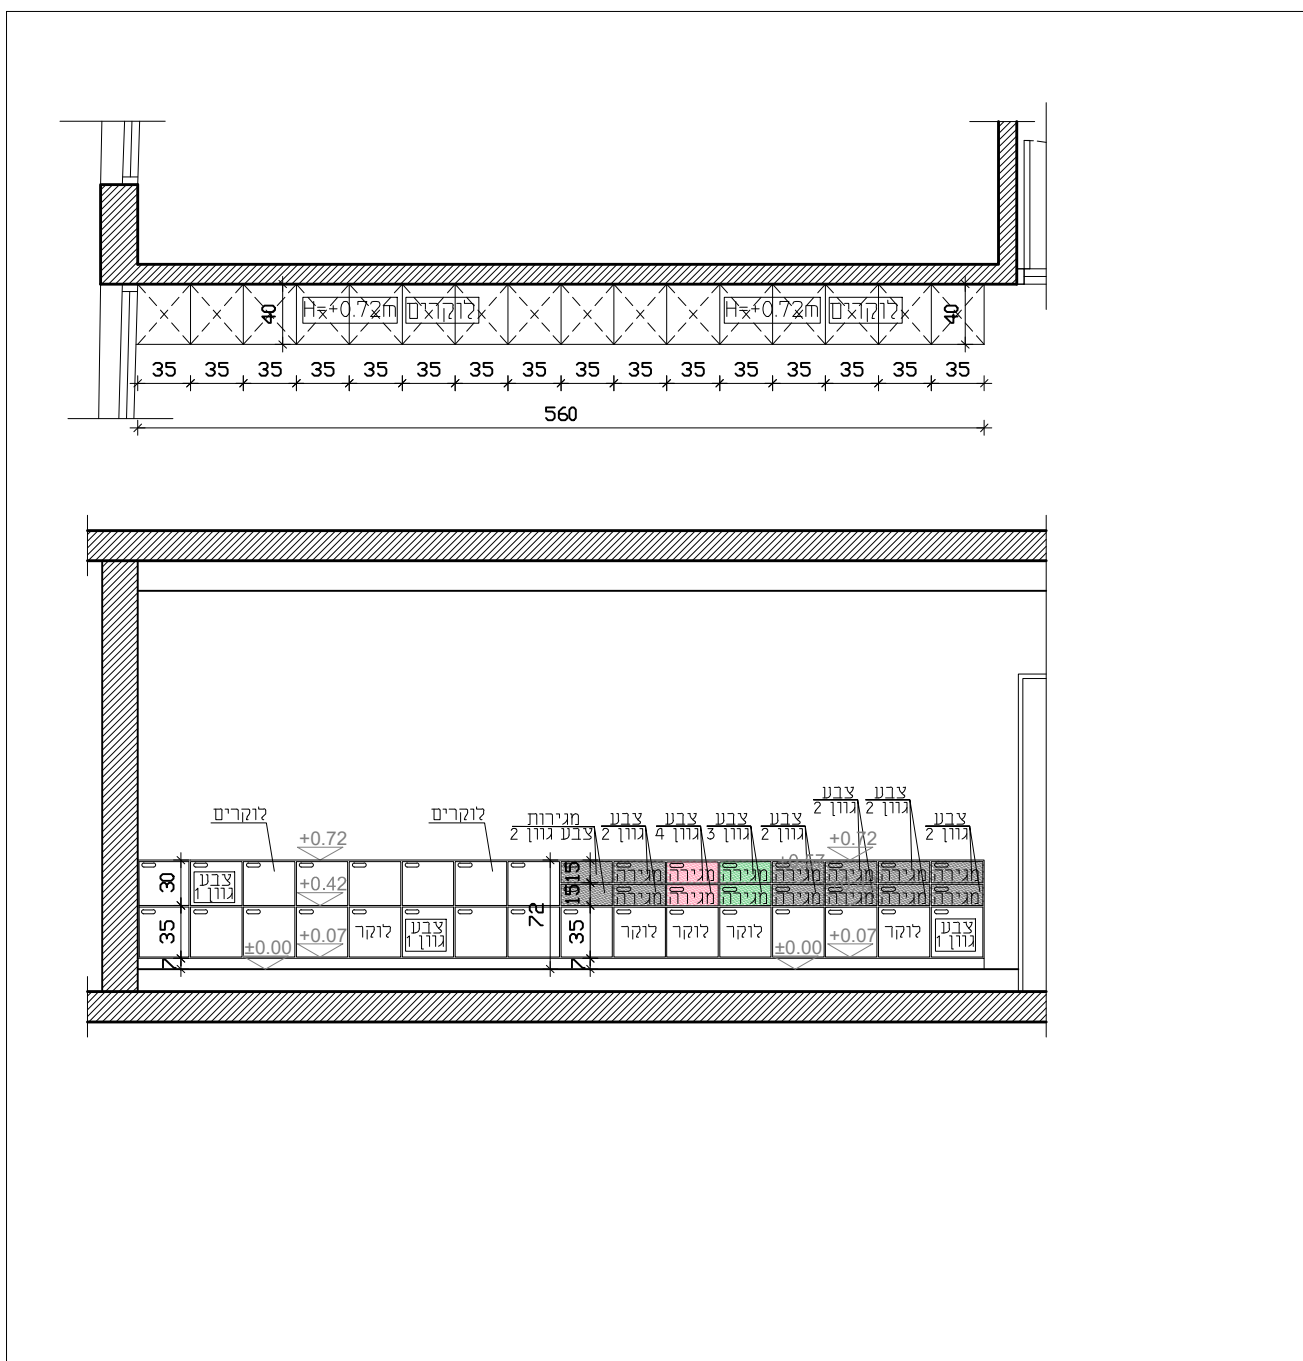 H=+0.72m
לוקרים
H=+0.72m
לוקרים
40
40
35 35 35 35 35 35 35 35 35 35 35 35 35 35 35 35
560
לוקרים
לוקרים
מגירות
צבע גוון 2
צבע
גוון 2
צבע
גוון 4
צבע
גוון 3
צבע
גוון 2
צבע
גוון 2
צבע
גוון 2
צבע
גוון 2
+0.72
+0.72
15 15
מגירה מגירה מגירה מגירה מגירה מגירה מגירה
30
צבע
גוון 1
+0.42
מגירה מגירה מגירה מגירה מגירה מגירה מגירה
72
35
+0.07
לוקר
צבע
גוון 1
35
לוקר
לוקר
לוקר
+0.07
לוקר
צבע
גוון 1
±0.00
±0.00
7
7